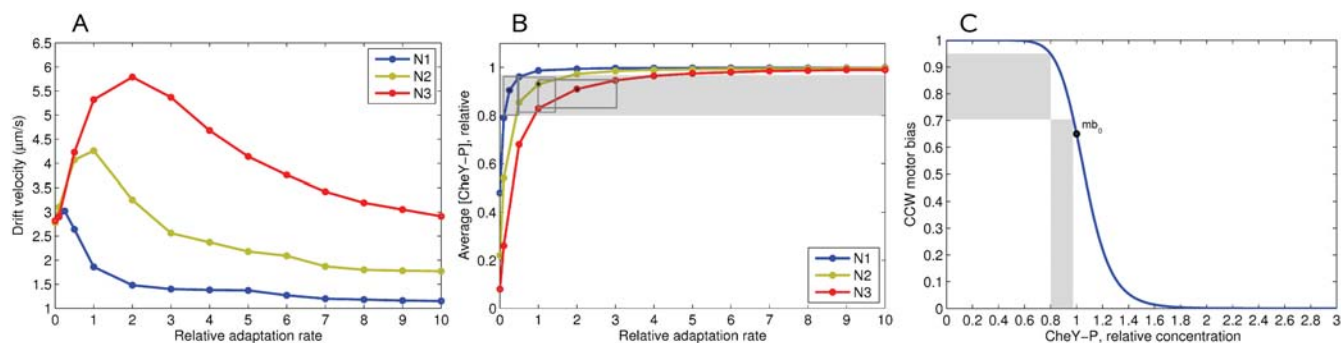 A
Drift velocity (µm/s)
6.5
6
5.5
5
4.5
4
3.5
3
2.5
2
1.5
1
0 1 2 3 4 5 6 7 8 9 10
Relative adaptation rate
N1
N2
N3
B
Average [CheY-P], relative
1
0.8
0.6
0.4
0.2
0
0 1 2 3 4 5 6 7 8 9 10
Relative adaptation rate
N1
N2
N3
C
CCW motor bias
1
0.9
0.8
0.7
0.6
0.5
0.4
0.3
0.2
0.1
0
mb₀
0 0.2 0.4 0.6 0.8 1 1.2 1.4 1.6 1.8 2 2.2 2.4 2.6 2.8 3
CheY-P, relative concentration